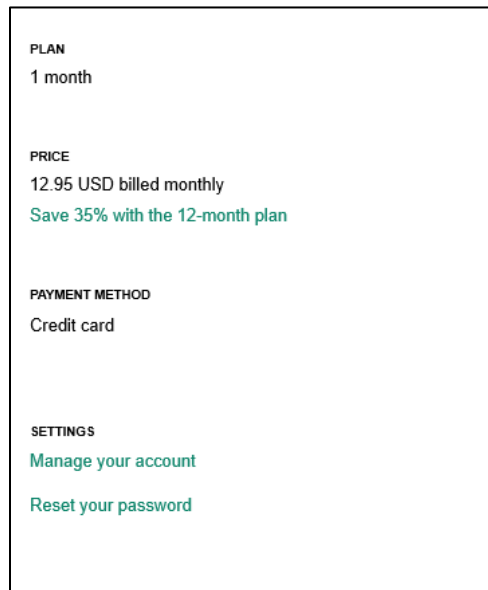 PLAN
1 month
PRICE
12.95 USD billed monthly
Save 35% with the 12-month plan
PAYMENT METHOD
Credit card
SETTINGS
Manage your account
Reset your password